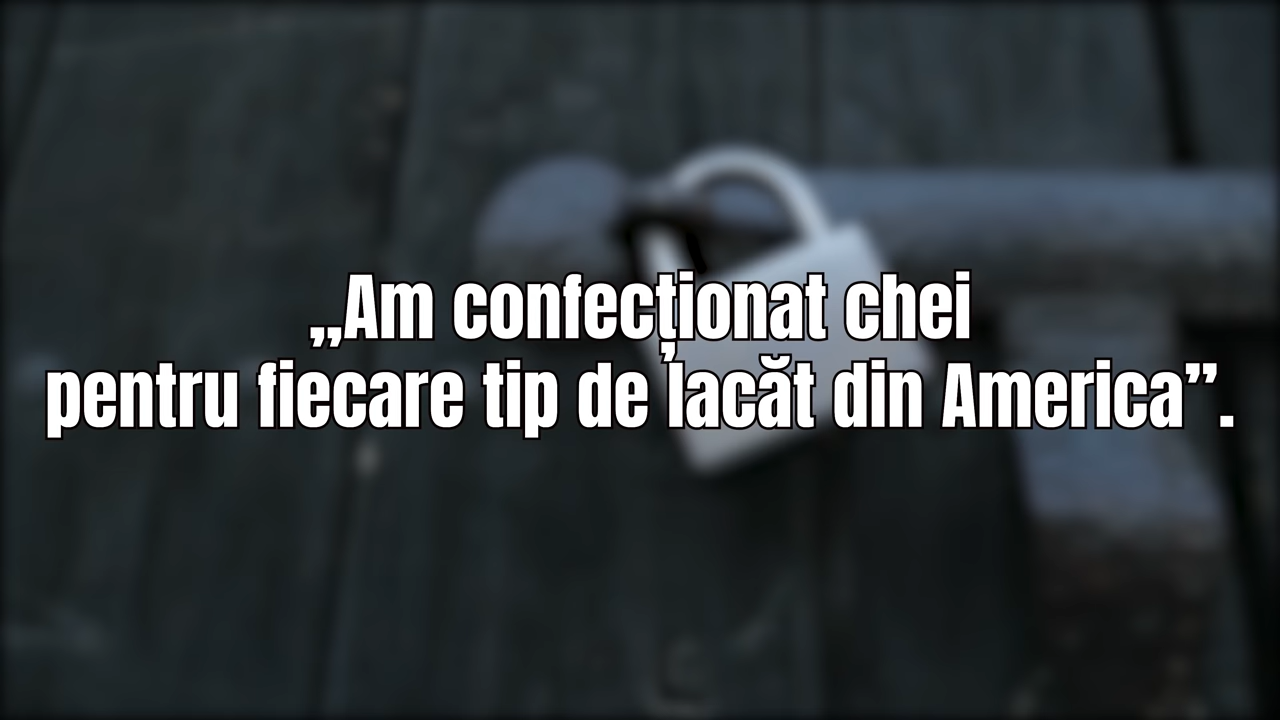 „Am confecționat chei
pentru fiecare tip de lacăt din America”.